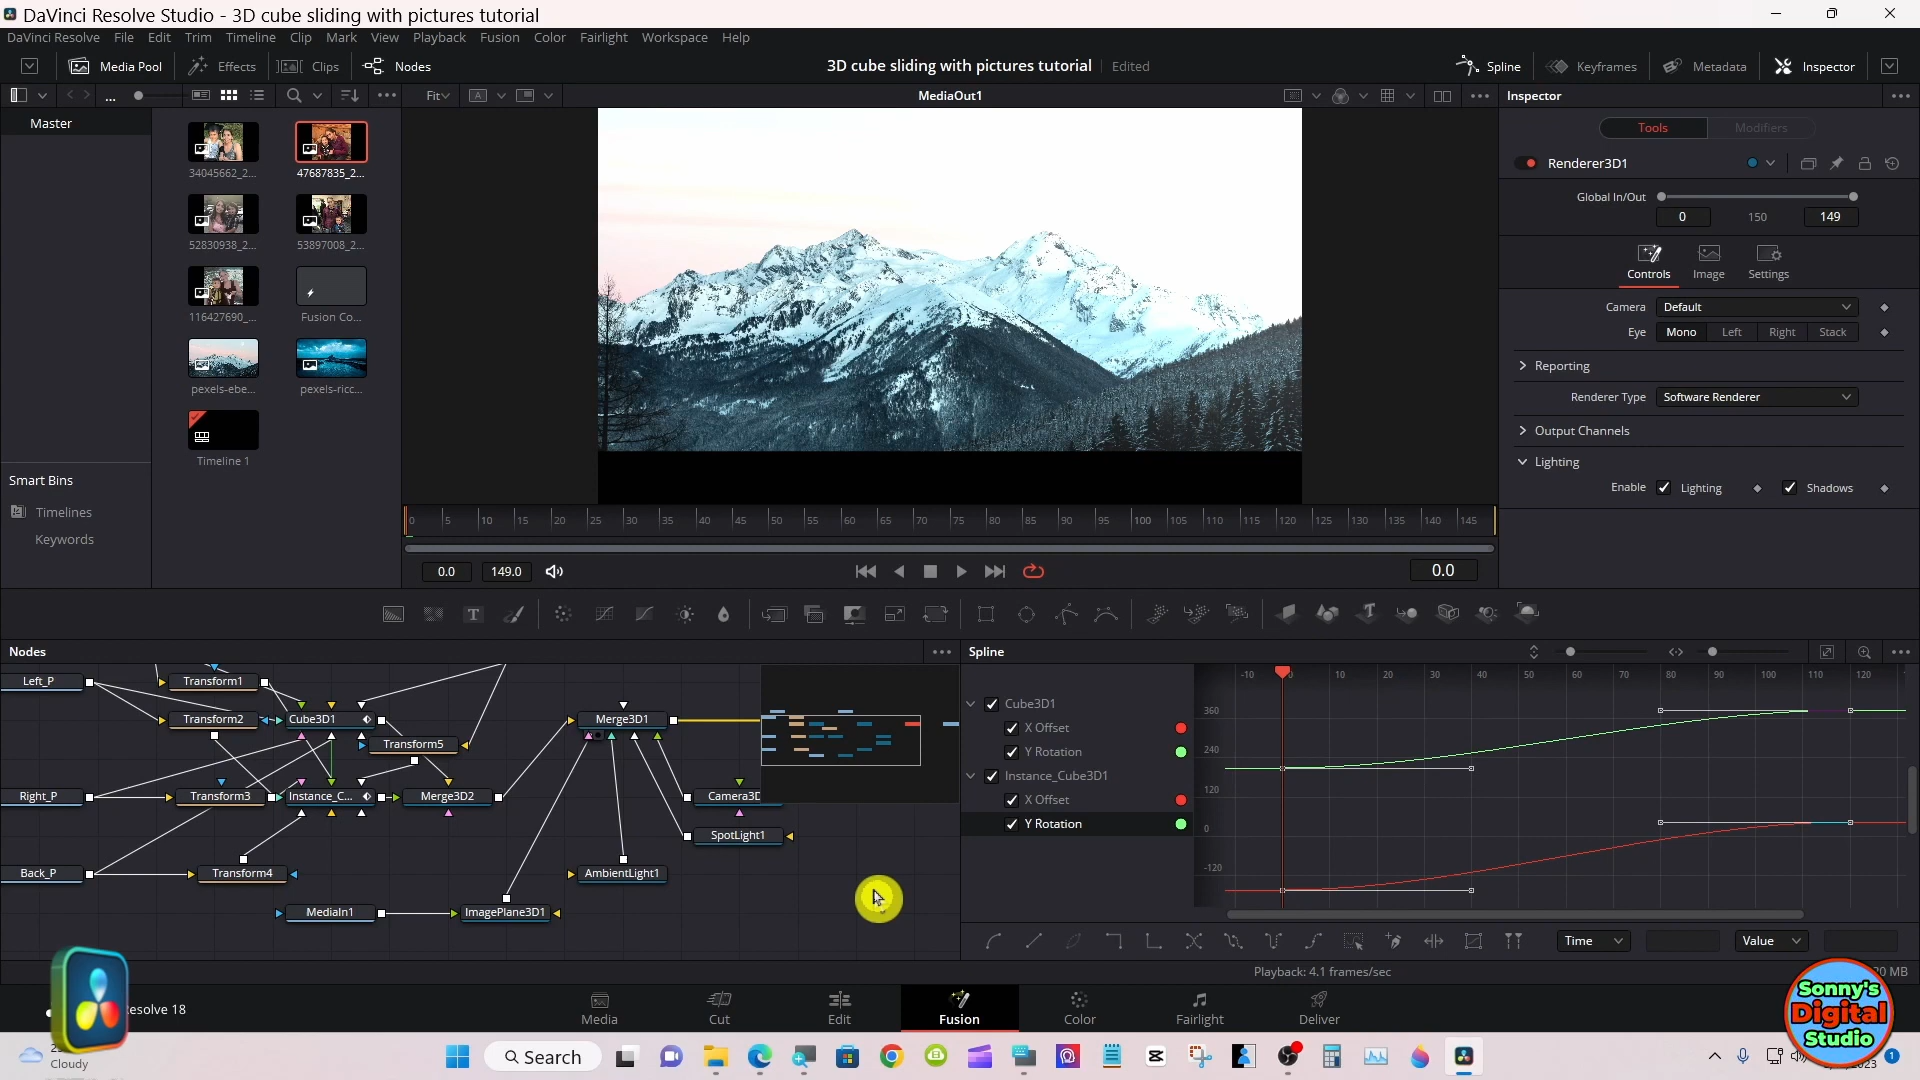 DaVinci Resolve Studio - 3D cube sliding with pictures tutorial
DaVinci Resolve File Edit Trim Timeline Clip Mark View Playback Fusion Color Fairlight Workspace Help
Media Pool Effects Clips Nodes 3D cube sliding with pictures tutorial Edited Spline Keyframes Metadata Inspector
... Fit MediaOut1 Inspector
Master
34045662_2... 47687835_2...
52830938_2... 53897008_2...
116427690_... Fusion Co...
pexels-ebe... pexels-ricc...
Timeline 1
Smart Bins
Timelines
Keywords
0 5 10 15 20 25 30 35 40 45 50 55 60 65 70 75 80 85 90 95 100 105 110 115 120 125 130 135 140 145
0.0 149.0 0.0
Tools Modifiers
Renderer3D1
Global In/Out
0 150 149
Controls Image Settings
Camera Default
Eye Mono Left Right Stack
Reporting
Renderer Type Software Renderer
Output Channels
Lighting
Enable Lighting Shadows
T T
Nodes
Left_P Transform1
Transform2 Cube3D1 Merge3D1
Transform5
Right_P Transform3 Instance_C... Merge3D2 Camera3D
SpotLight1
Back_P Transform4 AmbientLight1
MediaIn1 ImagePlane3D1
Spline
-10 0 10 20 30 40 50 60 70 80 90 100 110 120
Cube3D1
X Offset
Y Rotation
Instance_Cube3D1
X Offset
Y Rotation
360
240
120
0
-120
Time Value
Playback: 4.1 frames/sec
Media Cut Edit Fusion Color Fairlight Deliver
esolve 18
Sonny's
Digital
Studio
Cloudy
Search
1